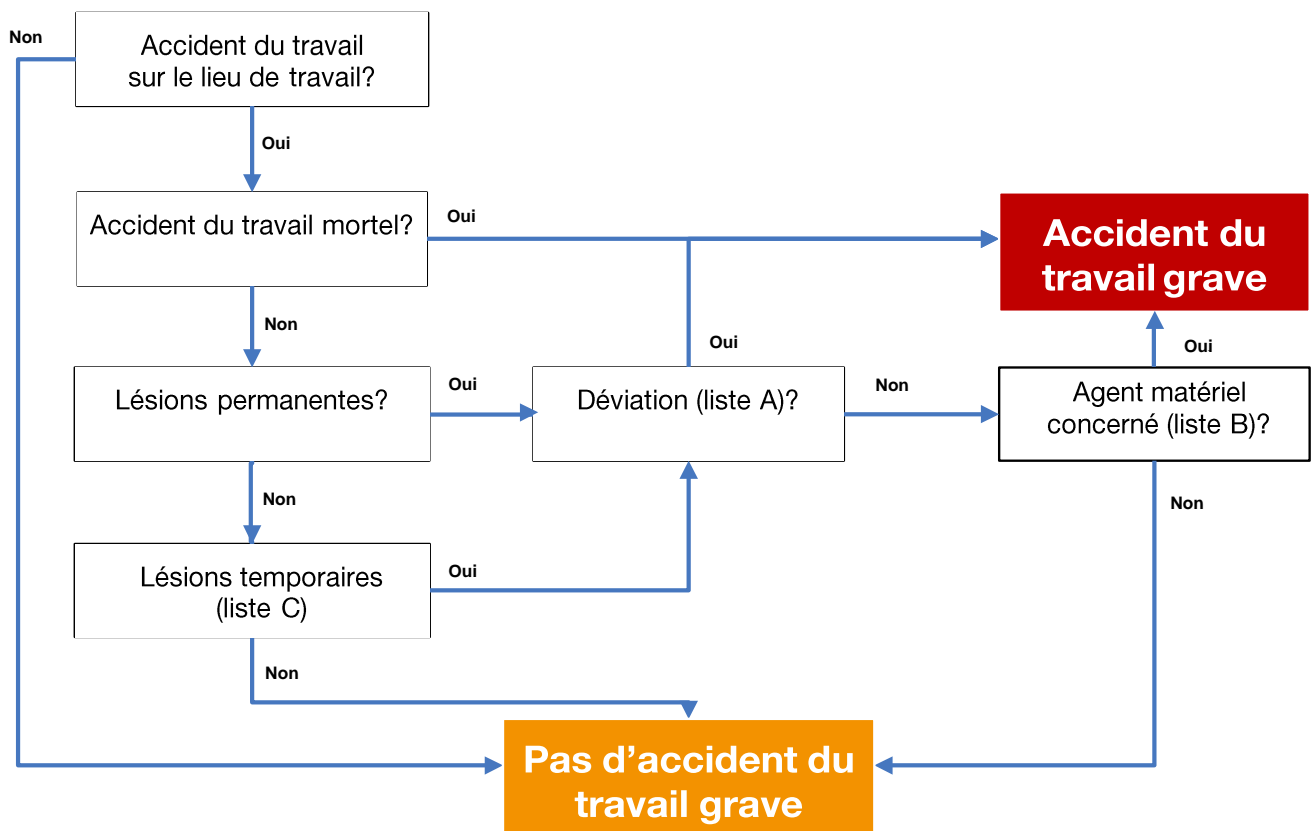 Non
Accident du travail
sur le lieu de travail?
Oui
Accident du travail mortel?
Oui
Accident du
travail grave
Non
Oui
Oui
Lésions permanentes?
Oui
Déviation (liste A)?
Non
Agent matériel
concerné (liste B)?
Non
Non
Lésions temporaires
(liste C)
Oui
Non
Pas d’accident du
travail grave